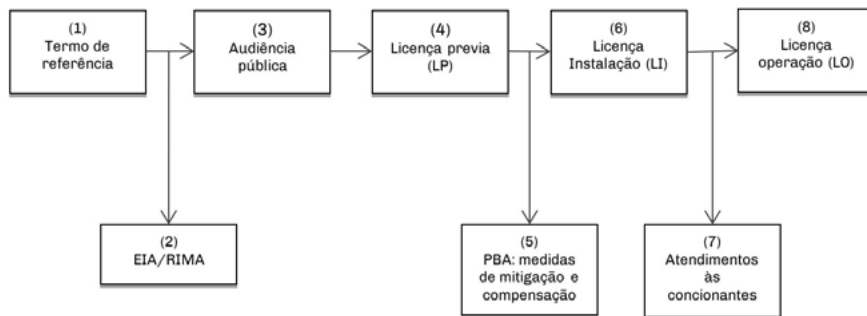 (1)
Termo de
referência
(3)
Audiência
pública
(4)
Licença previa
(LP)
(6)
Licença
Instalação (LI)
(8)
Licença
operação (LO)
(2)
EIA/RIMA
(5)
PBA: medidas
de mitigação e
compensação
(7)
Atendimentos
às
concionantes